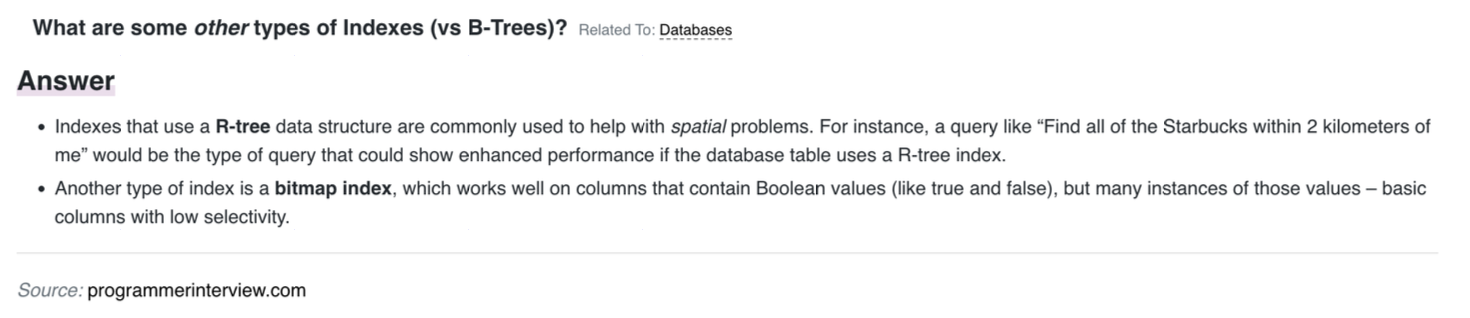 What are some other types of Indexes (vs B-Trees)? Related To: Databases
Answer
• Indexes that use a R-tree data structure are commonly used to help with spatial problems. For instance, a query like “Find all of the Starbucks within 2 kilometers of
me” would be the type of query that could show enhanced performance if the database table uses a R-tree index.
• Another type of index is a bitmap index, which works well on columns that contain Boolean values (like true and false), but many instances of those values – basic
columns with low selectivity.
Source: programmerinterview.com